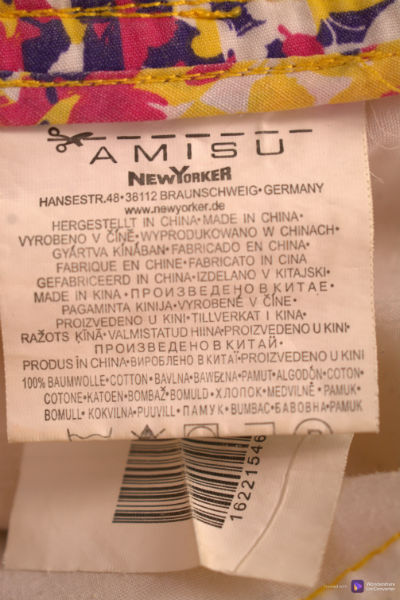 AMISU
NEWYORKER
HANSESTR.48•38112 BRAUNSCHWEIG•GERMANY
www.newyorker.de
HERGESTELLT IN CHINA•MADE IN CHINA•
VYROBENO V ČÍNĚ•WYPRODUKOWANO W CHINACH•
GYÁRTVA KÍNÁBAN•FABRICADO EN CHINA•
FABRIQUE EN CHINE•FABRICATO IN CINA
GEFABRICEERD IN CHINA•IZDELANO V KITAJSKI•
MADE IN KINA•ПРОИЗВЕДЕНО В КИТАЕ•
PAGAMINTA KINIJA•VYROBENÉ V ČÍNE•
PROIZVEDENO U KINI•TILLVERKAT I KINA•
RAŽOTS ĶĪNĀ•VALMISTATUD HIINA•PROIZVEDENO U KINI•
ПРОИЗВЕДЕНО В КИТАЙ•
PRODUS ÎN CHINA•ВИРОБЛЕНО В КИТАЇ•PROIZVEDENO U KINI
100% BAUMWOLLE•COTTON•BAVLNA•BAWEŁNA•PAMUT•ALGODÓN•COTON•
COTONE•KATOEN•BOMBAŽ•BOMULD•ХЛОПОК•MEDVILNĖ•PAMUK•
BOMULL•KOKVILNA•PUUVILL•ПАМУК•BUMBAC•БАВОВНА•PAMUK
16221546